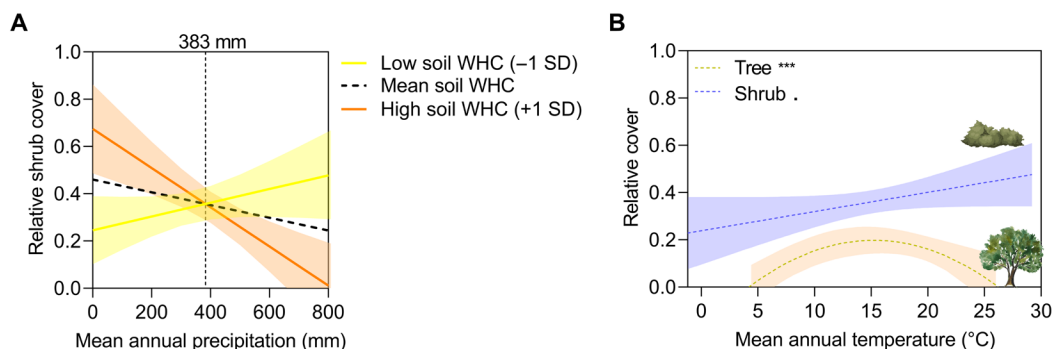 A
383 mm
1.0
0.8
0.6
0.4
0.2
0.0
Relative shrub cover
0 200 400 600 800
Mean annual precipitation (mm)
Low soil WHC (–1 SD)
Mean soil WHC
High soil WHC (+1 SD)
B
1.0
0.8
0.6
0.4
0.2
0.0
Relative cover
Tree ***
Shrub .
0 5 10 15 20 25 30
Mean annual temperature (°C)